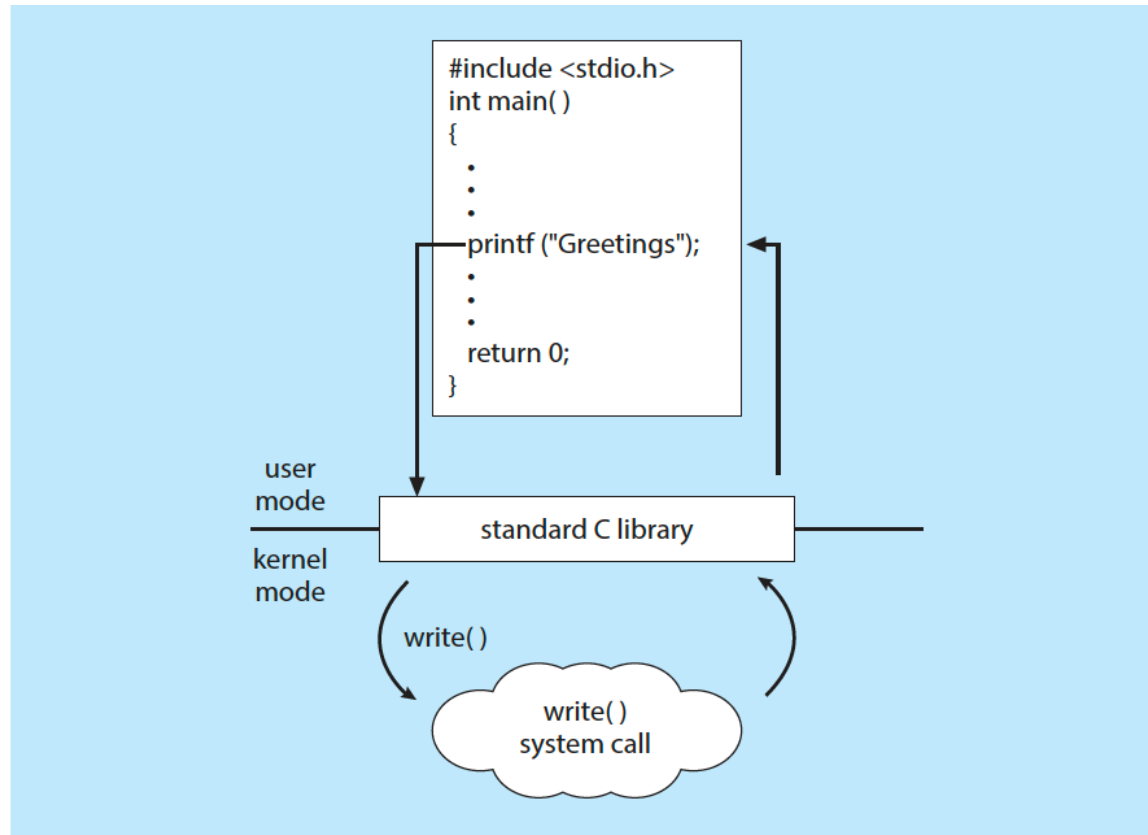 #include <stdio.h>
int main( )
{
•
•
•
printf ("Greetings");
•
•
•
return 0;
}
user
mode
standard C library
kernel
mode
write( )
write( )
system call